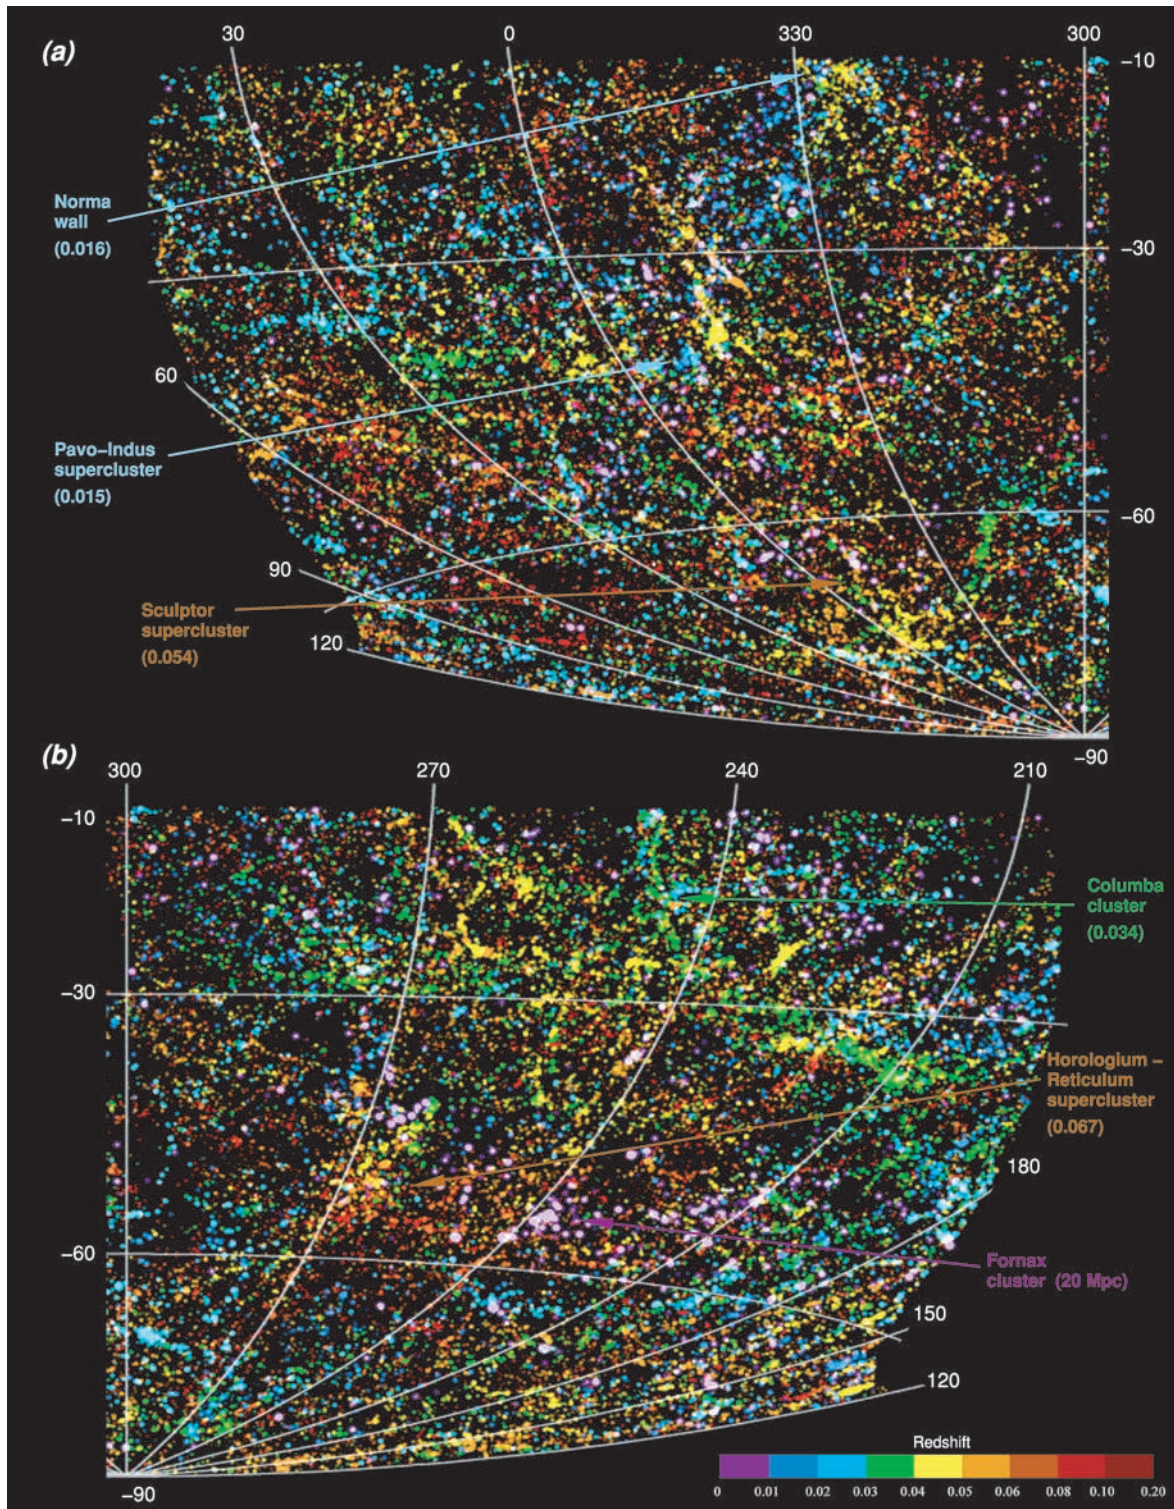 (a)
30 0 330 300
−10
Norma
wall
(0.016)
−30
60
Pavo−Indus
supercluster
(0.015)
−60
90
Sculptor
supercluster
(0.054)
120
−90
(b)
300 270 240 210
−10
Columba
cluster
(0.034)
−30
Horologium −
Reticulum
supercluster
(0.067)
180
−60
Fornax
cluster (20 Mpc)
150
120
Redshift
0 0.01 0.02 0.03 0.04 0.05 0.06 0.08 0.10 0.20
−90